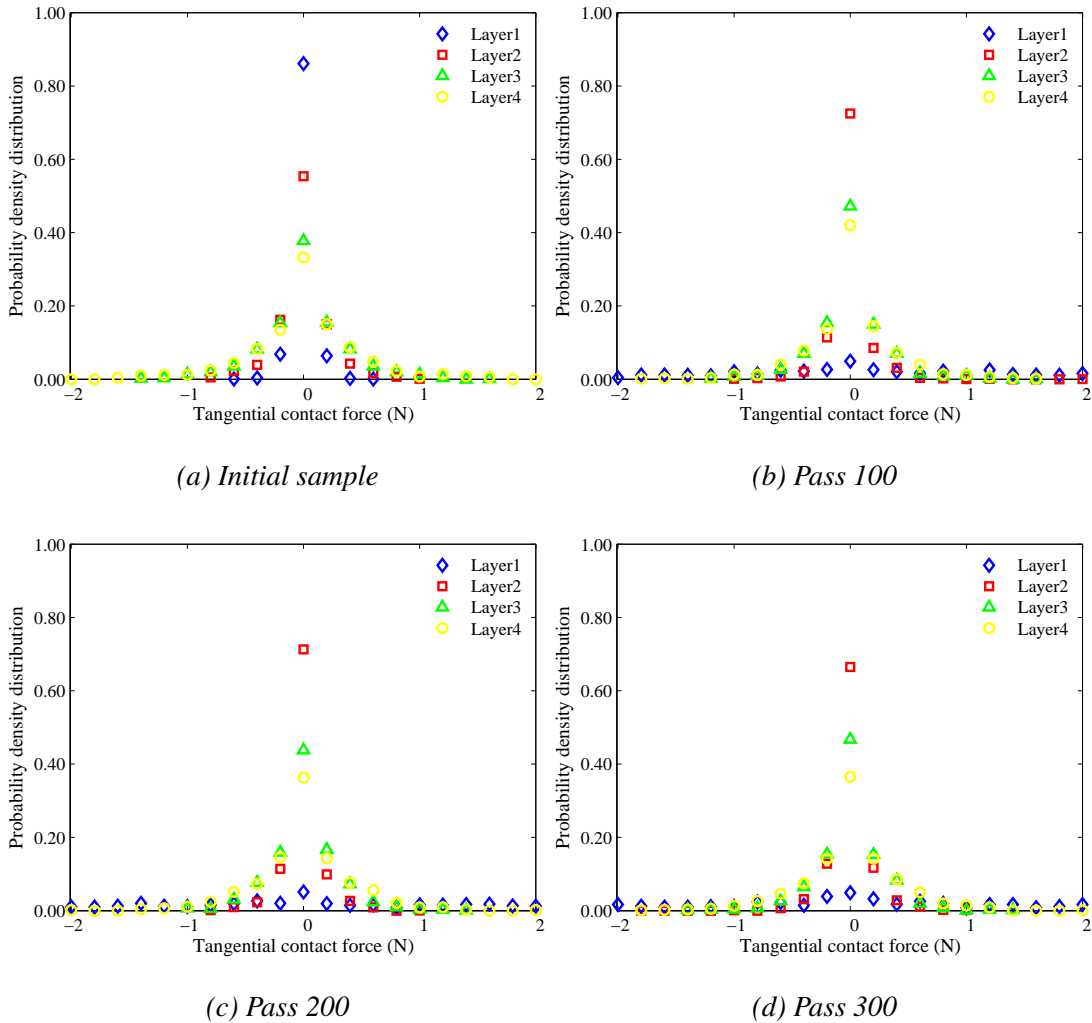 1.00
0.80
0.60
0.40
0.20
0.00
−2
−1
0
1
2
Probability density distribution
Tangential contact force (N)
Layer1
Layer2
Layer3
Layer4
(a) Initial sample
1.00
0.80
0.60
0.40
0.20
0.00
−2
−1
0
1
2
Probability density distribution
Tangential contact force (N)
Layer1
Layer2
Layer3
Layer4
(b) Pass 100
1.00
0.80
0.60
0.40
0.20
0.00
−2
−1
0
1
2
Probability density distribution
Tangential contact force (N)
Layer1
Layer2
Layer3
Layer4
(c) Pass 200
1.00
0.80
0.60
0.40
0.20
0.00
−2
−1
0
1
2
Probability density distribution
Tangential contact force (N)
Layer1
Layer2
Layer3
Layer4
(d) Pass 300